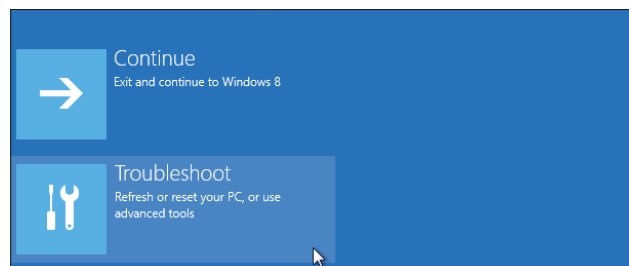 Continue
Exit and continue to Windows 8
Troubleshoot
Refresh or reset your PC, or use
advanced tools